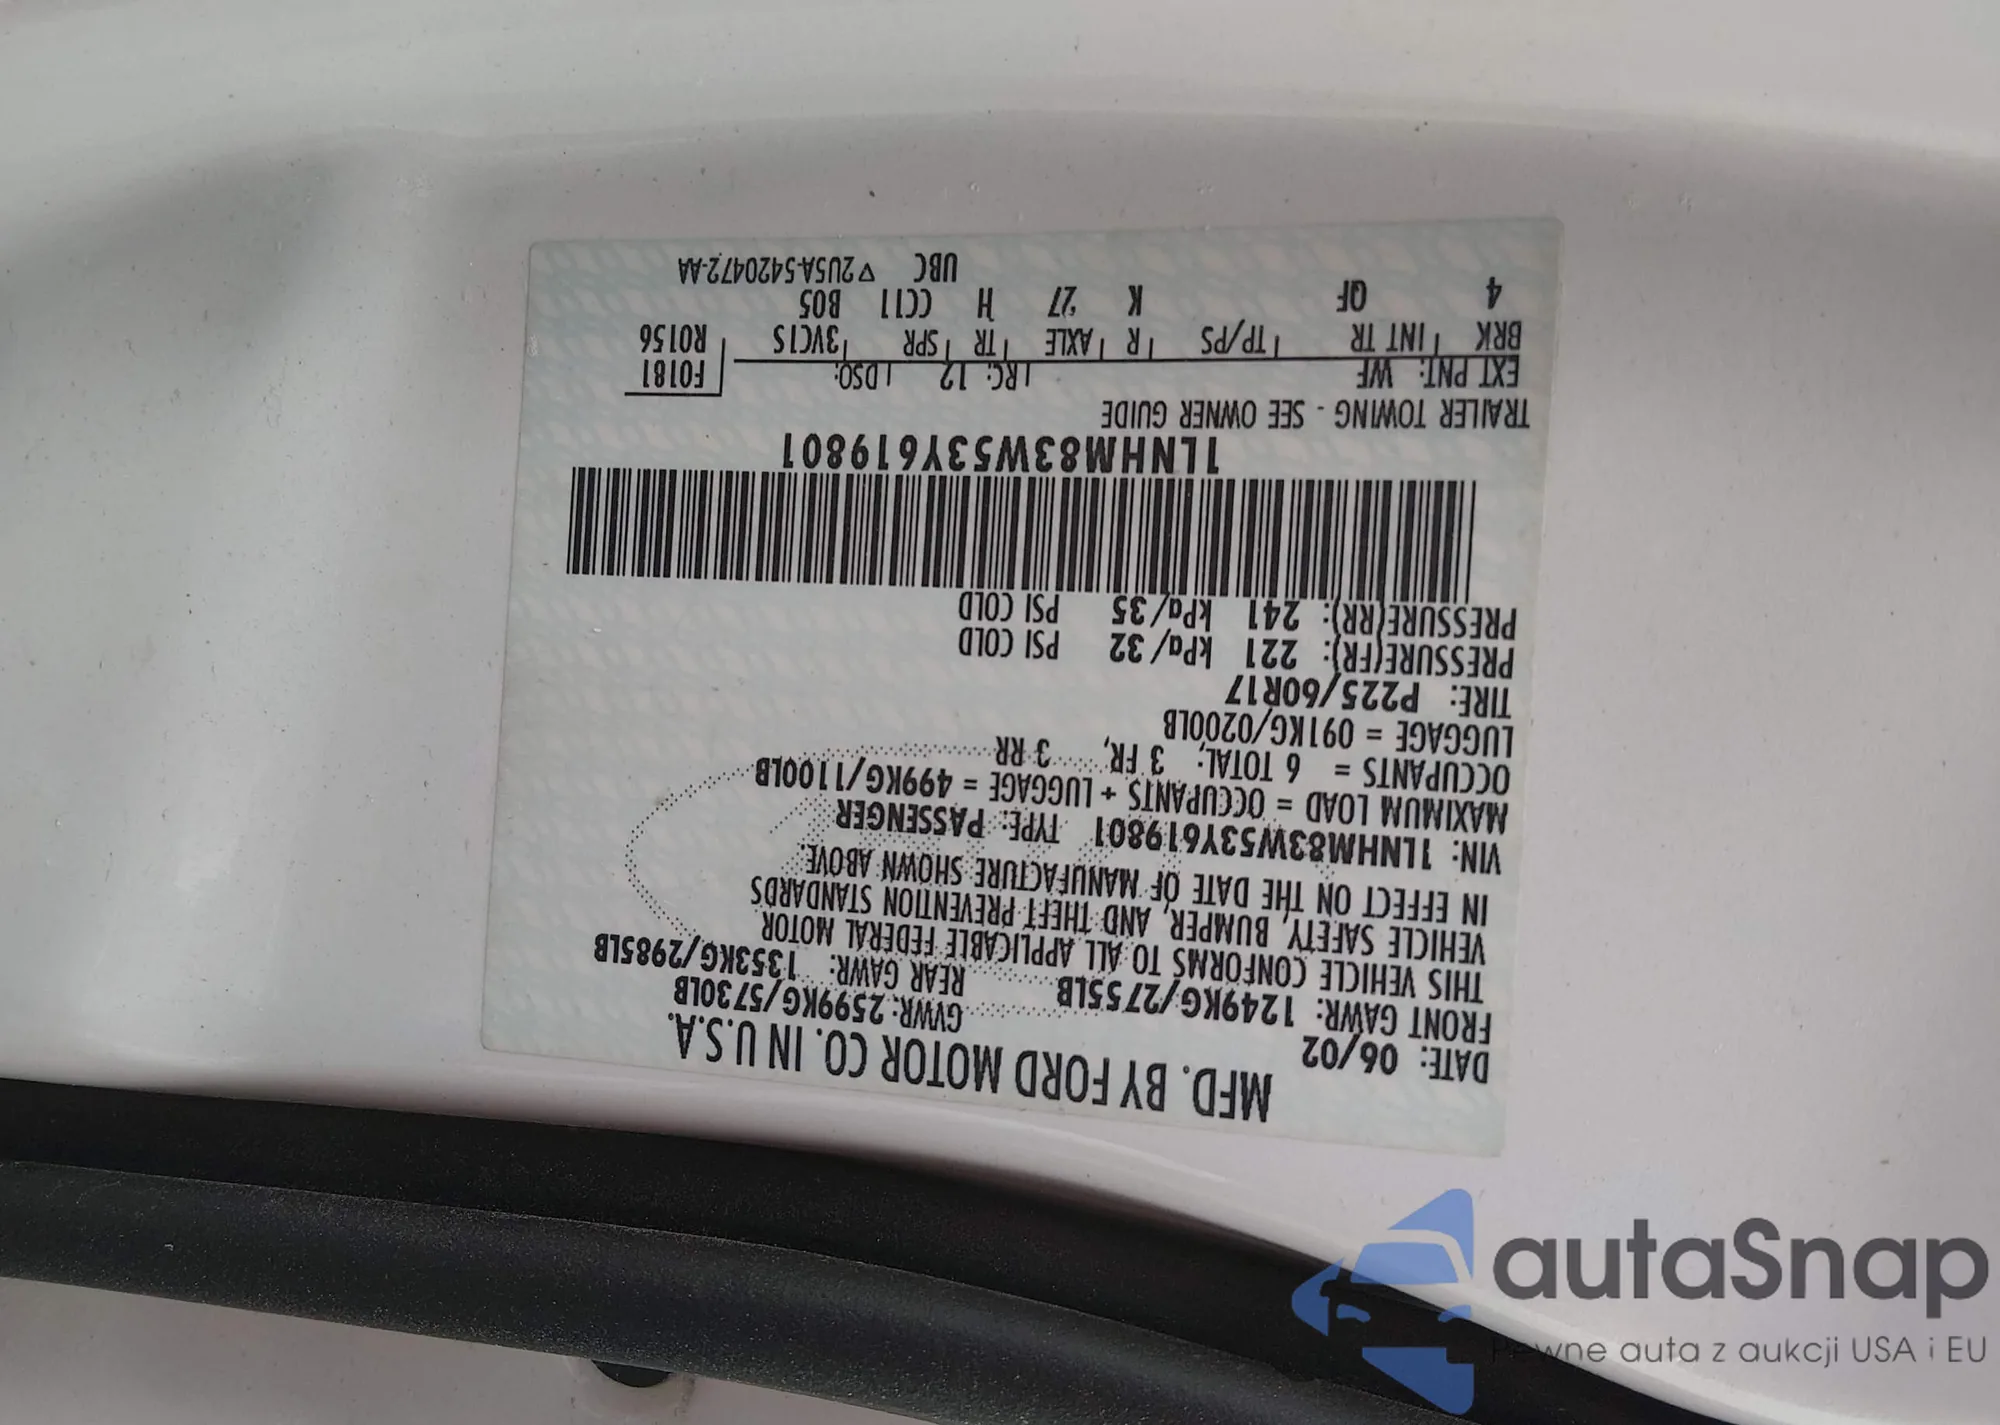 MFD. BY FORD MOTOR CO. IN U.S.A.
DATE: 06/02 GVWR: 2599KG/5730LB
FRONT GAWR: 1249KG/2755LB REAR GAWR: 1353KG/2985LB
THIS VEHICLE CONFORMS TO ALL APPLICABLE FEDERAL MOTOR
VEHICLE SAFETY, BUMPER, AND THEFT PREVENTION STANDARDS
IN EFFECT ON THE DATE OF MANUFACTURE SHOWN ABOVE.
VIN: 1LNHM83W53Y619801 TYPE: PASSENGER
MAXIMUM LOAD = OCCUPANTS + LUGGAGE = 499KG/1100LB
OCCUPANTS = 6 TOTAL, 3 FR, 3 RR
LUGGAGE = 091KG/0200LB
TIRE: P225/60R17
PRESSURE(FR): 221 kPa/32 PSI COLD
PRESSURE(RR): 241 kPa/35 PSI COLD
1LNHM83W53Y619801
TRAILER TOWING - SEE OWNER GUIDE
EXT PNT: WF RC: 12 DSO: F0181
BRK INT TR TP/PS R AXLE TR SPR 3VC1S R0156
4 QF K 27 H CC11 B05
UBC ▽ 2U5A-5420472-AA
autaSnap
Pewne auta z aukcji USA i EU